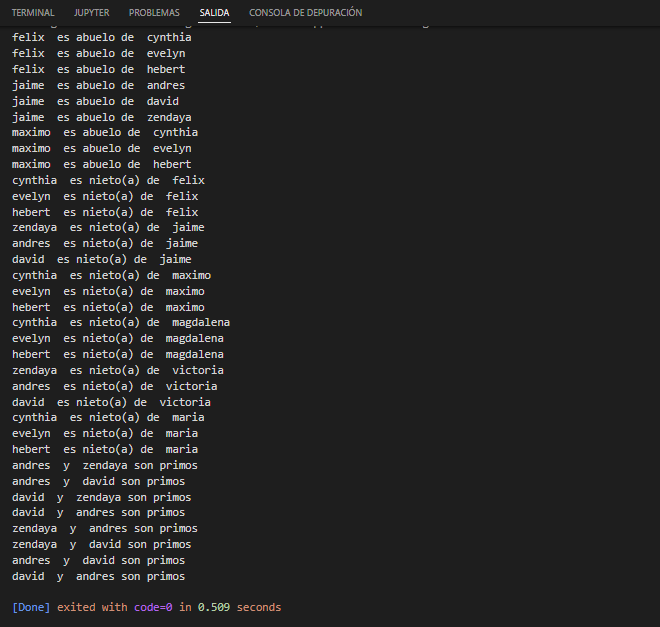 TERMINAL JUPYTER PROBLEMAS SALIDA CONSOLA DE DEPURACIÓN
felix  es abuelo de  cynthia
felix  es abuelo de  evelyn
felix  es abuelo de  hebert
jaime  es abuelo de  andres
jaime  es abuelo de  david
jaime  es abuelo de  zendaya
maximo  es abuelo de  cynthia
maximo  es abuelo de  evelyn
maximo  es abuelo de  hebert
cynthia  es nieto(a) de  felix
evelyn  es nieto(a) de  felix
hebert  es nieto(a) de  felix
zendaya  es nieto(a) de  jaime
andres  es nieto(a) de  jaime
david  es nieto(a) de  jaime
cynthia  es nieto(a) de  maximo
evelyn  es nieto(a) de  maximo
hebert  es nieto(a) de  maximo
cynthia  es nieto(a) de  magdalena
evelyn  es nieto(a) de  magdalena
hebert  es nieto(a) de  magdalena
zendaya  es nieto(a) de  victoria
andres  es nieto(a) de  victoria
david  es nieto(a) de  victoria
cynthia  es nieto(a) de  maria
evelyn  es nieto(a) de  maria
hebert  es nieto(a) de  maria
andres  y  zendaya son primos
andres  y  david son primos
david  y  zendaya son primos
david  y  andres son primos
zendaya  y  andres son primos
zendaya  y  david son primos
andres  y  david son primos
david  y  andres son primos
[Done] exited with code=0 in 0.509 seconds